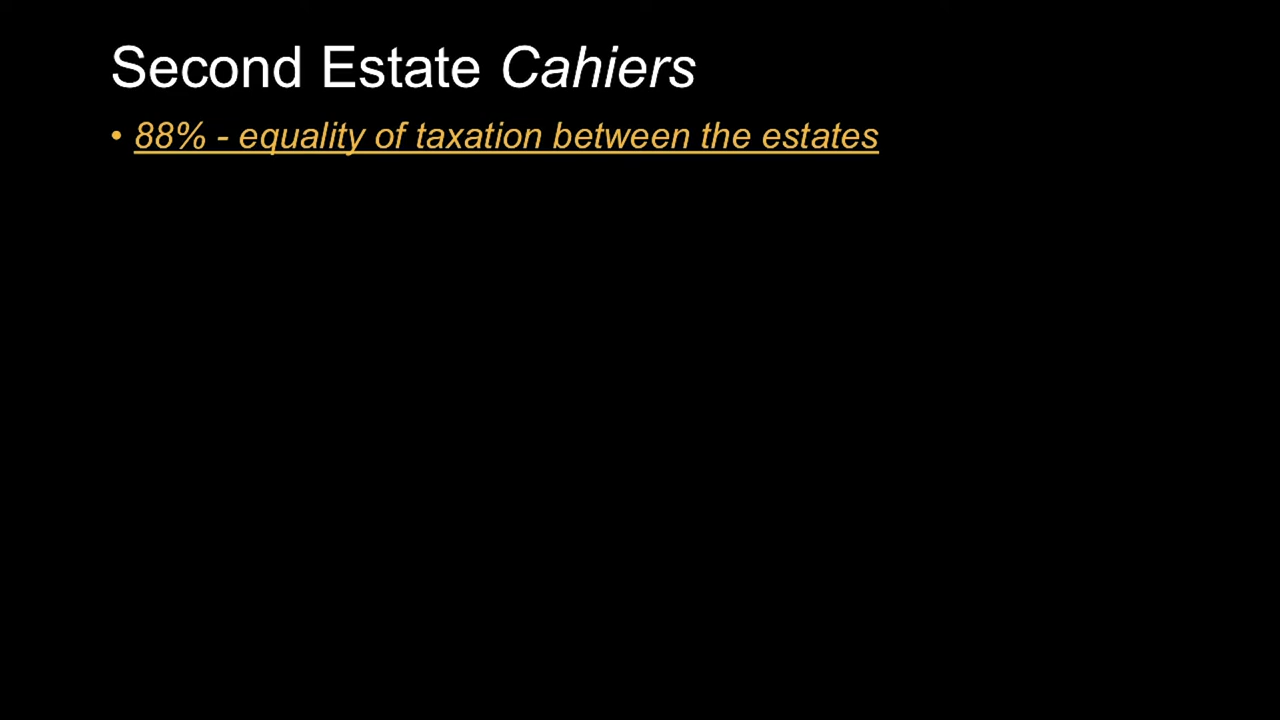 Second Estate Cahiers
• 88% - equality of taxation between the estates